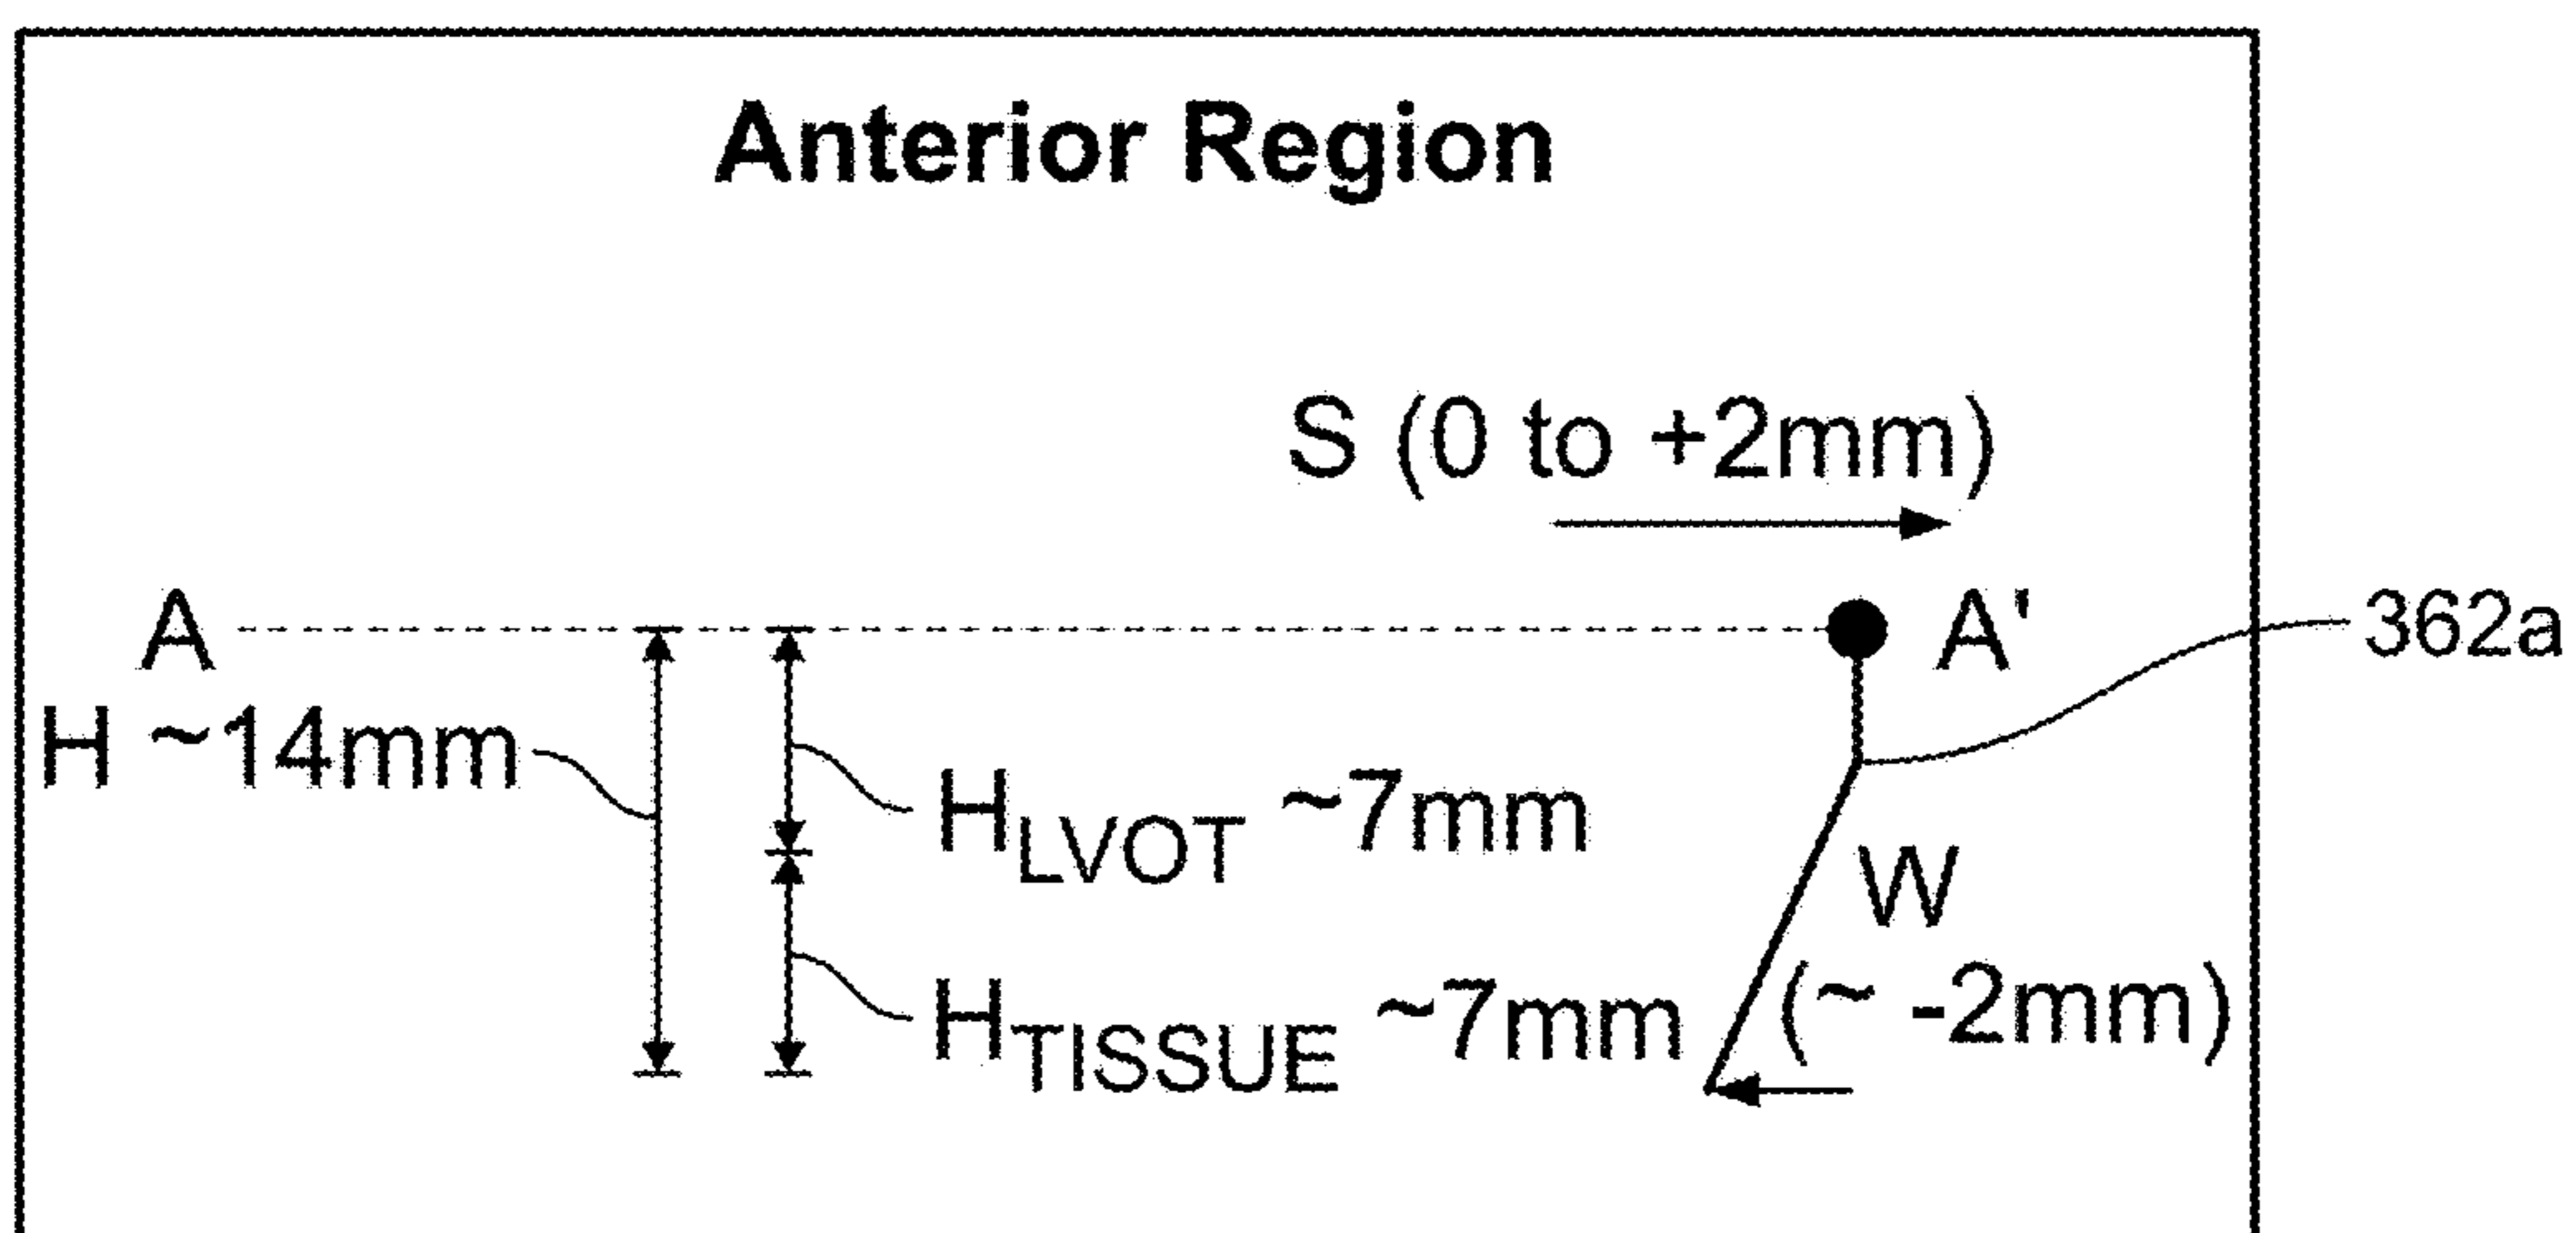 Anterior Region
S (0 to +2mm)
A
A'
362a
H ~14mm
HLVOT ~7mm
W
(~ -2mm)
HTISSUE ~7mm